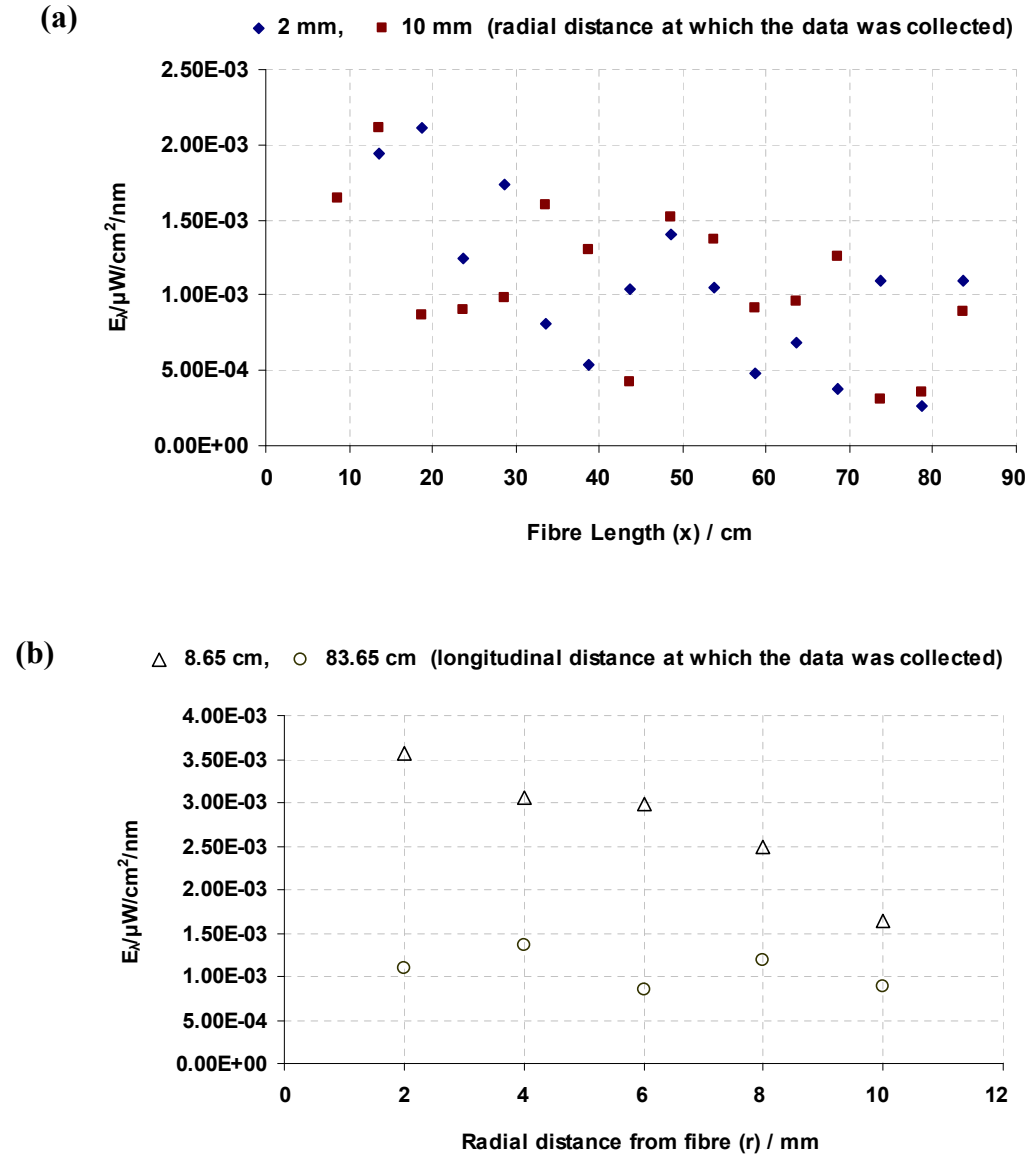 (a)
2 mm, 10 mm (radial distance at which the data was collected)
2.50E-03
2.00E-03
1.50E-03
1.00E-03
5.00E-04
0.00E+00
E𝜆/µW/cm²/nm
0 10 20 30 40 50 60 70 80 90
Fibre Length (x) / cm
(b)
8.65 cm, 83.65 cm (longitudinal distance at which the data was collected)
4.00E-03
3.50E-03
3.00E-03
2.50E-03
2.00E-03
1.50E-03
1.00E-03
5.00E-04
0.00E+00
E𝜆/µW/cm²/nm
0 2 4 6 8 10 12
Radial distance from fibre (r) / mm